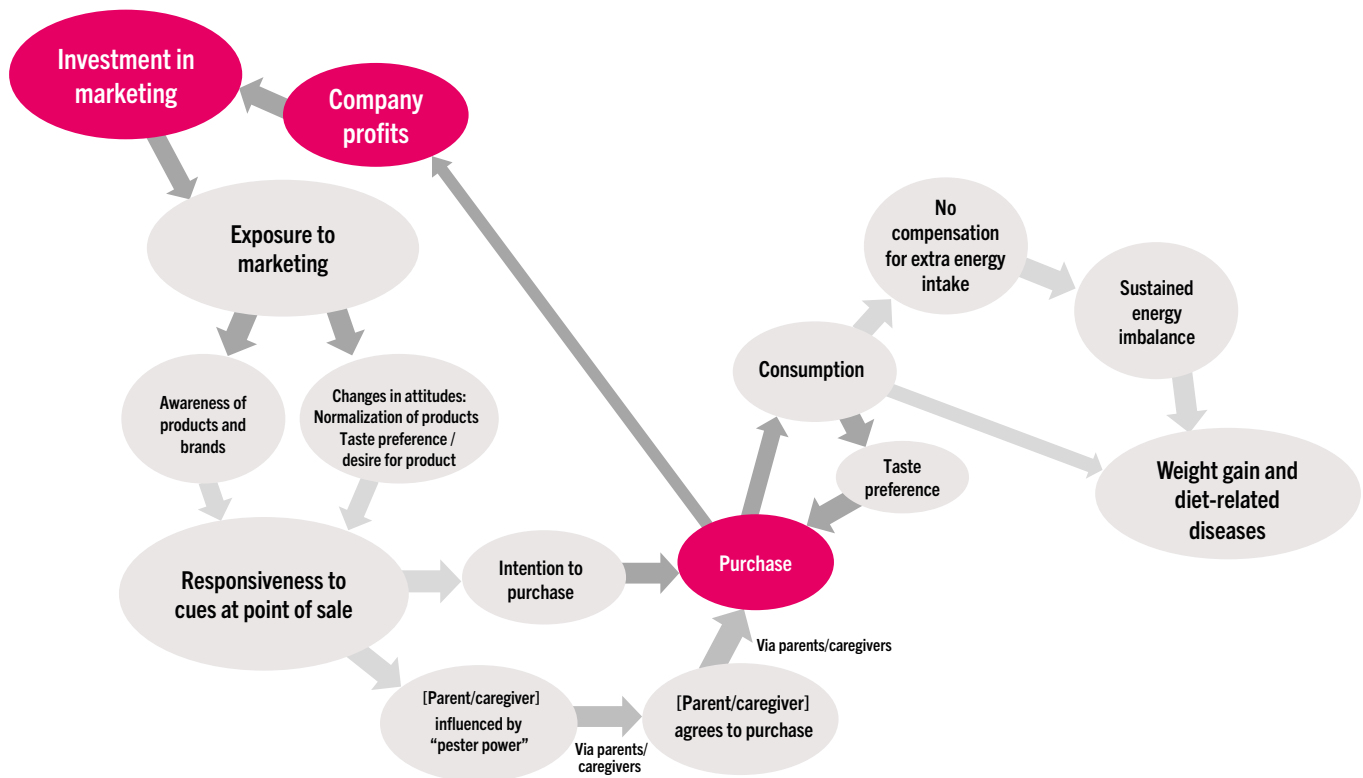 Investment in
marketing
Company
profits
Exposure to
marketing
Awareness of
products and
brands
Changes in attitudes:
Normalization of products
Taste preference /
desire for product
Responsiveness to
cues at point of sale
Intention to
purchase
[Parent/caregiver]
influenced by
“pester power”
Via parents/
caregivers
[Parent/caregiver]
agrees to purchase
Via parents/caregivers
Purchase
Consumption
Taste
preference
No
compensation
for extra energy
intake
Sustained
energy
imbalance
Weight gain and
diet-related
diseases